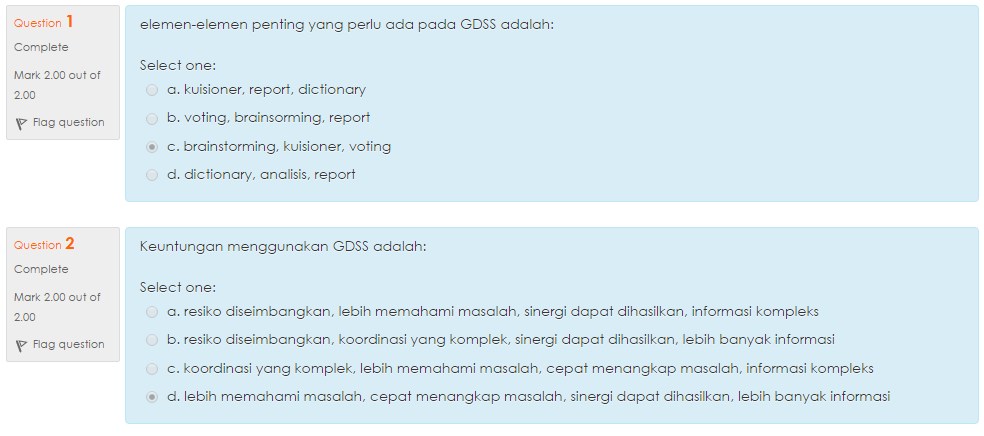 Question 1
Complete
Mark 2.00 out of
2.00
Flag question
elemen-elemen penting yang perlu ada pada GDSS adalah:
Select one:
a. kuisioner, report, dictionary
b. voting, brainsorming, report
c. brainstorming, kuisioner, voting
d. dictionary, analisis, report
Question 2
Complete
Mark 2.00 out of
2.00
Flag question
Keuntungan menggunakan GDSS adalah:
Select one:
a. resiko diseimbangkan, lebih memahami masalah, sinergi dapat dihasilkan, informasi kompleks
b. resiko diseimbangkan, koordinasi yang komplek, sinergi dapat dihasilkan, lebih banyak informasi
c. koordinasi yang komplek, lebih memahami masalah, cepat menangkap masalah, informasi kompleks
d. lebih memahami masalah, cepat menangkap masalah, sinergi dapat dihasilkan, lebih banyak informasi